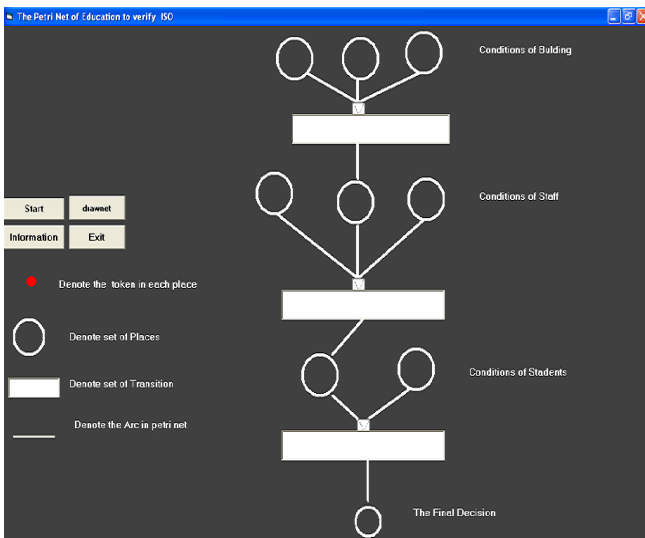 The Petri Net of Education to verify ISO
Conditions of Bulding
Conditions of Staff
Start
drawnet
Information
Exit
Denote the token in each place
Denote set of Places
Denote set of Transition
Denote the Arc in petri net
Conditions of Stadents
The Final Decision